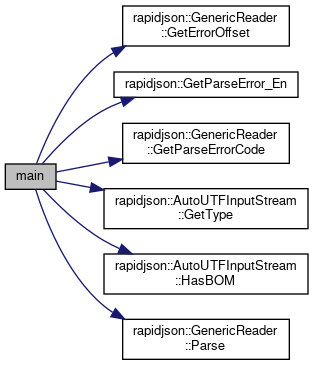 rapidjson::GenericReader
::GetErrorOffset
rapidjson::GetParseError_En
rapidjson::GenericReader
::GetParseErrorCode
main
rapidjson::AutoUTFInputStream
::GetType
rapidjson::AutoUTFInputStream
::HasBOM
rapidjson::GenericReader
::Parse